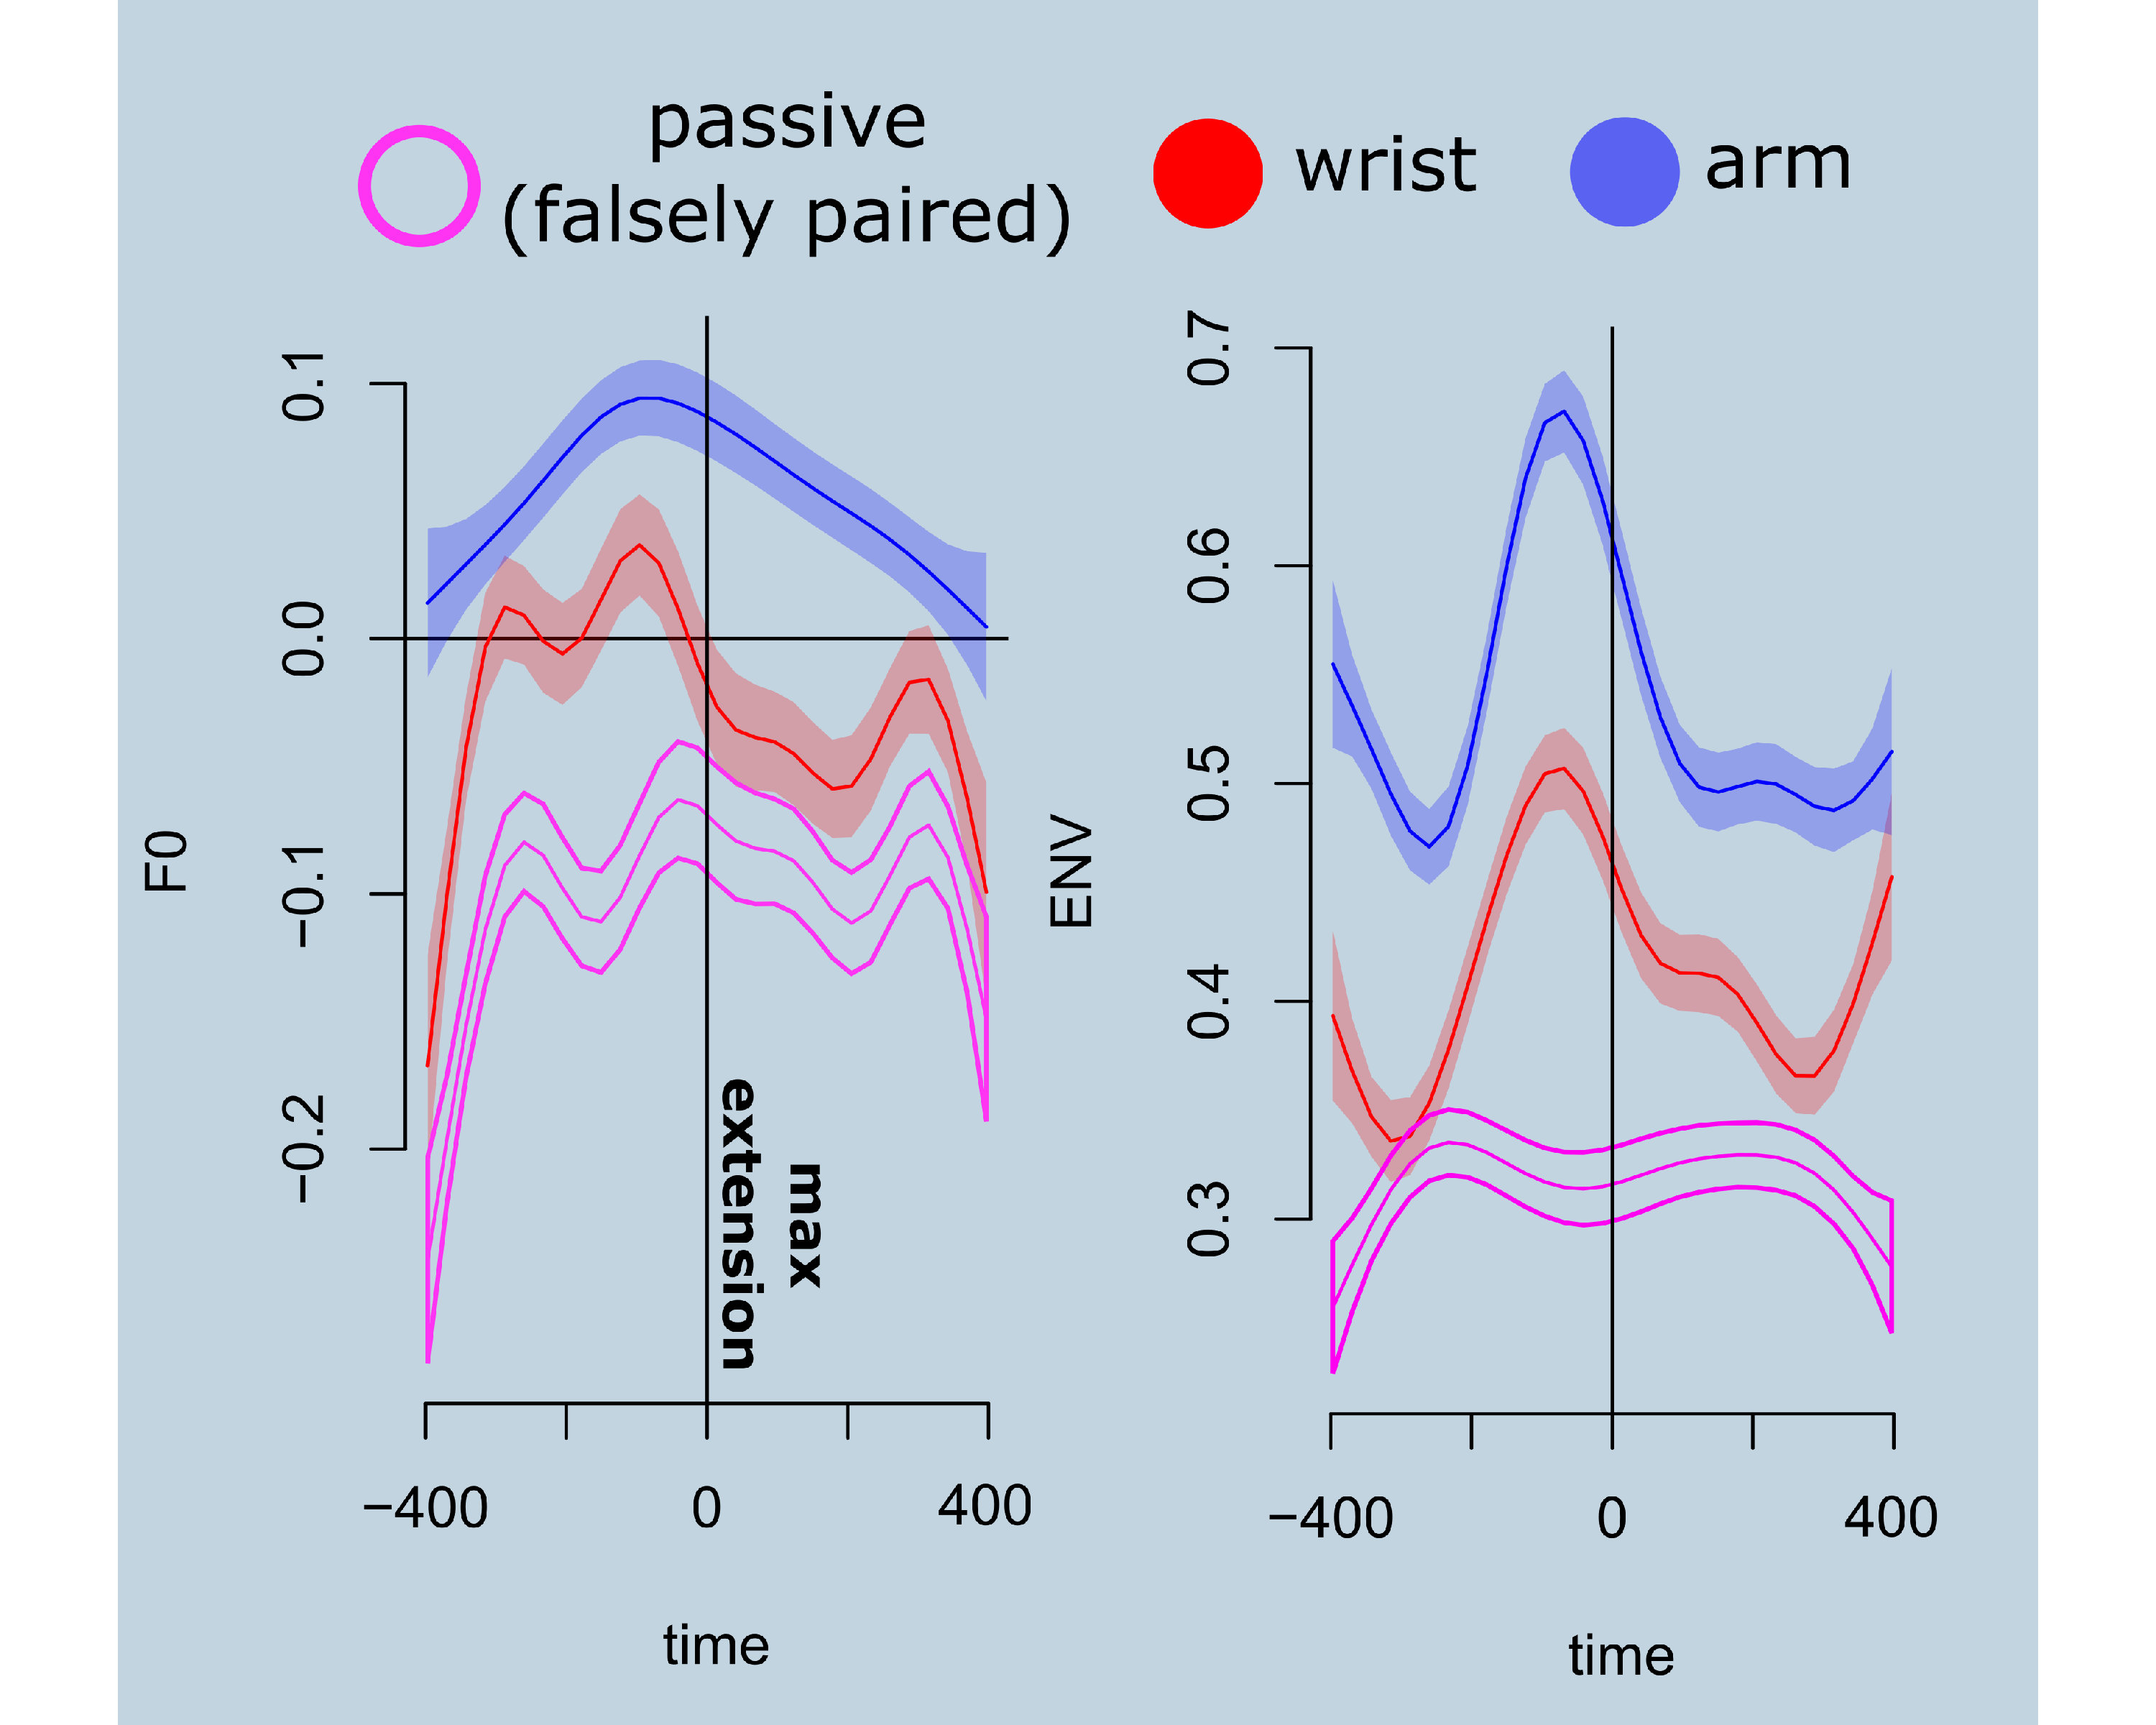 passive
(falsely paired)
wrist
arm
F0
0.1
0.0
−0.1
−0.2
max
extension
−400
0
400
time
ENV
0.7
0.6
0.5
0.4
0.3
−400
0
400
time